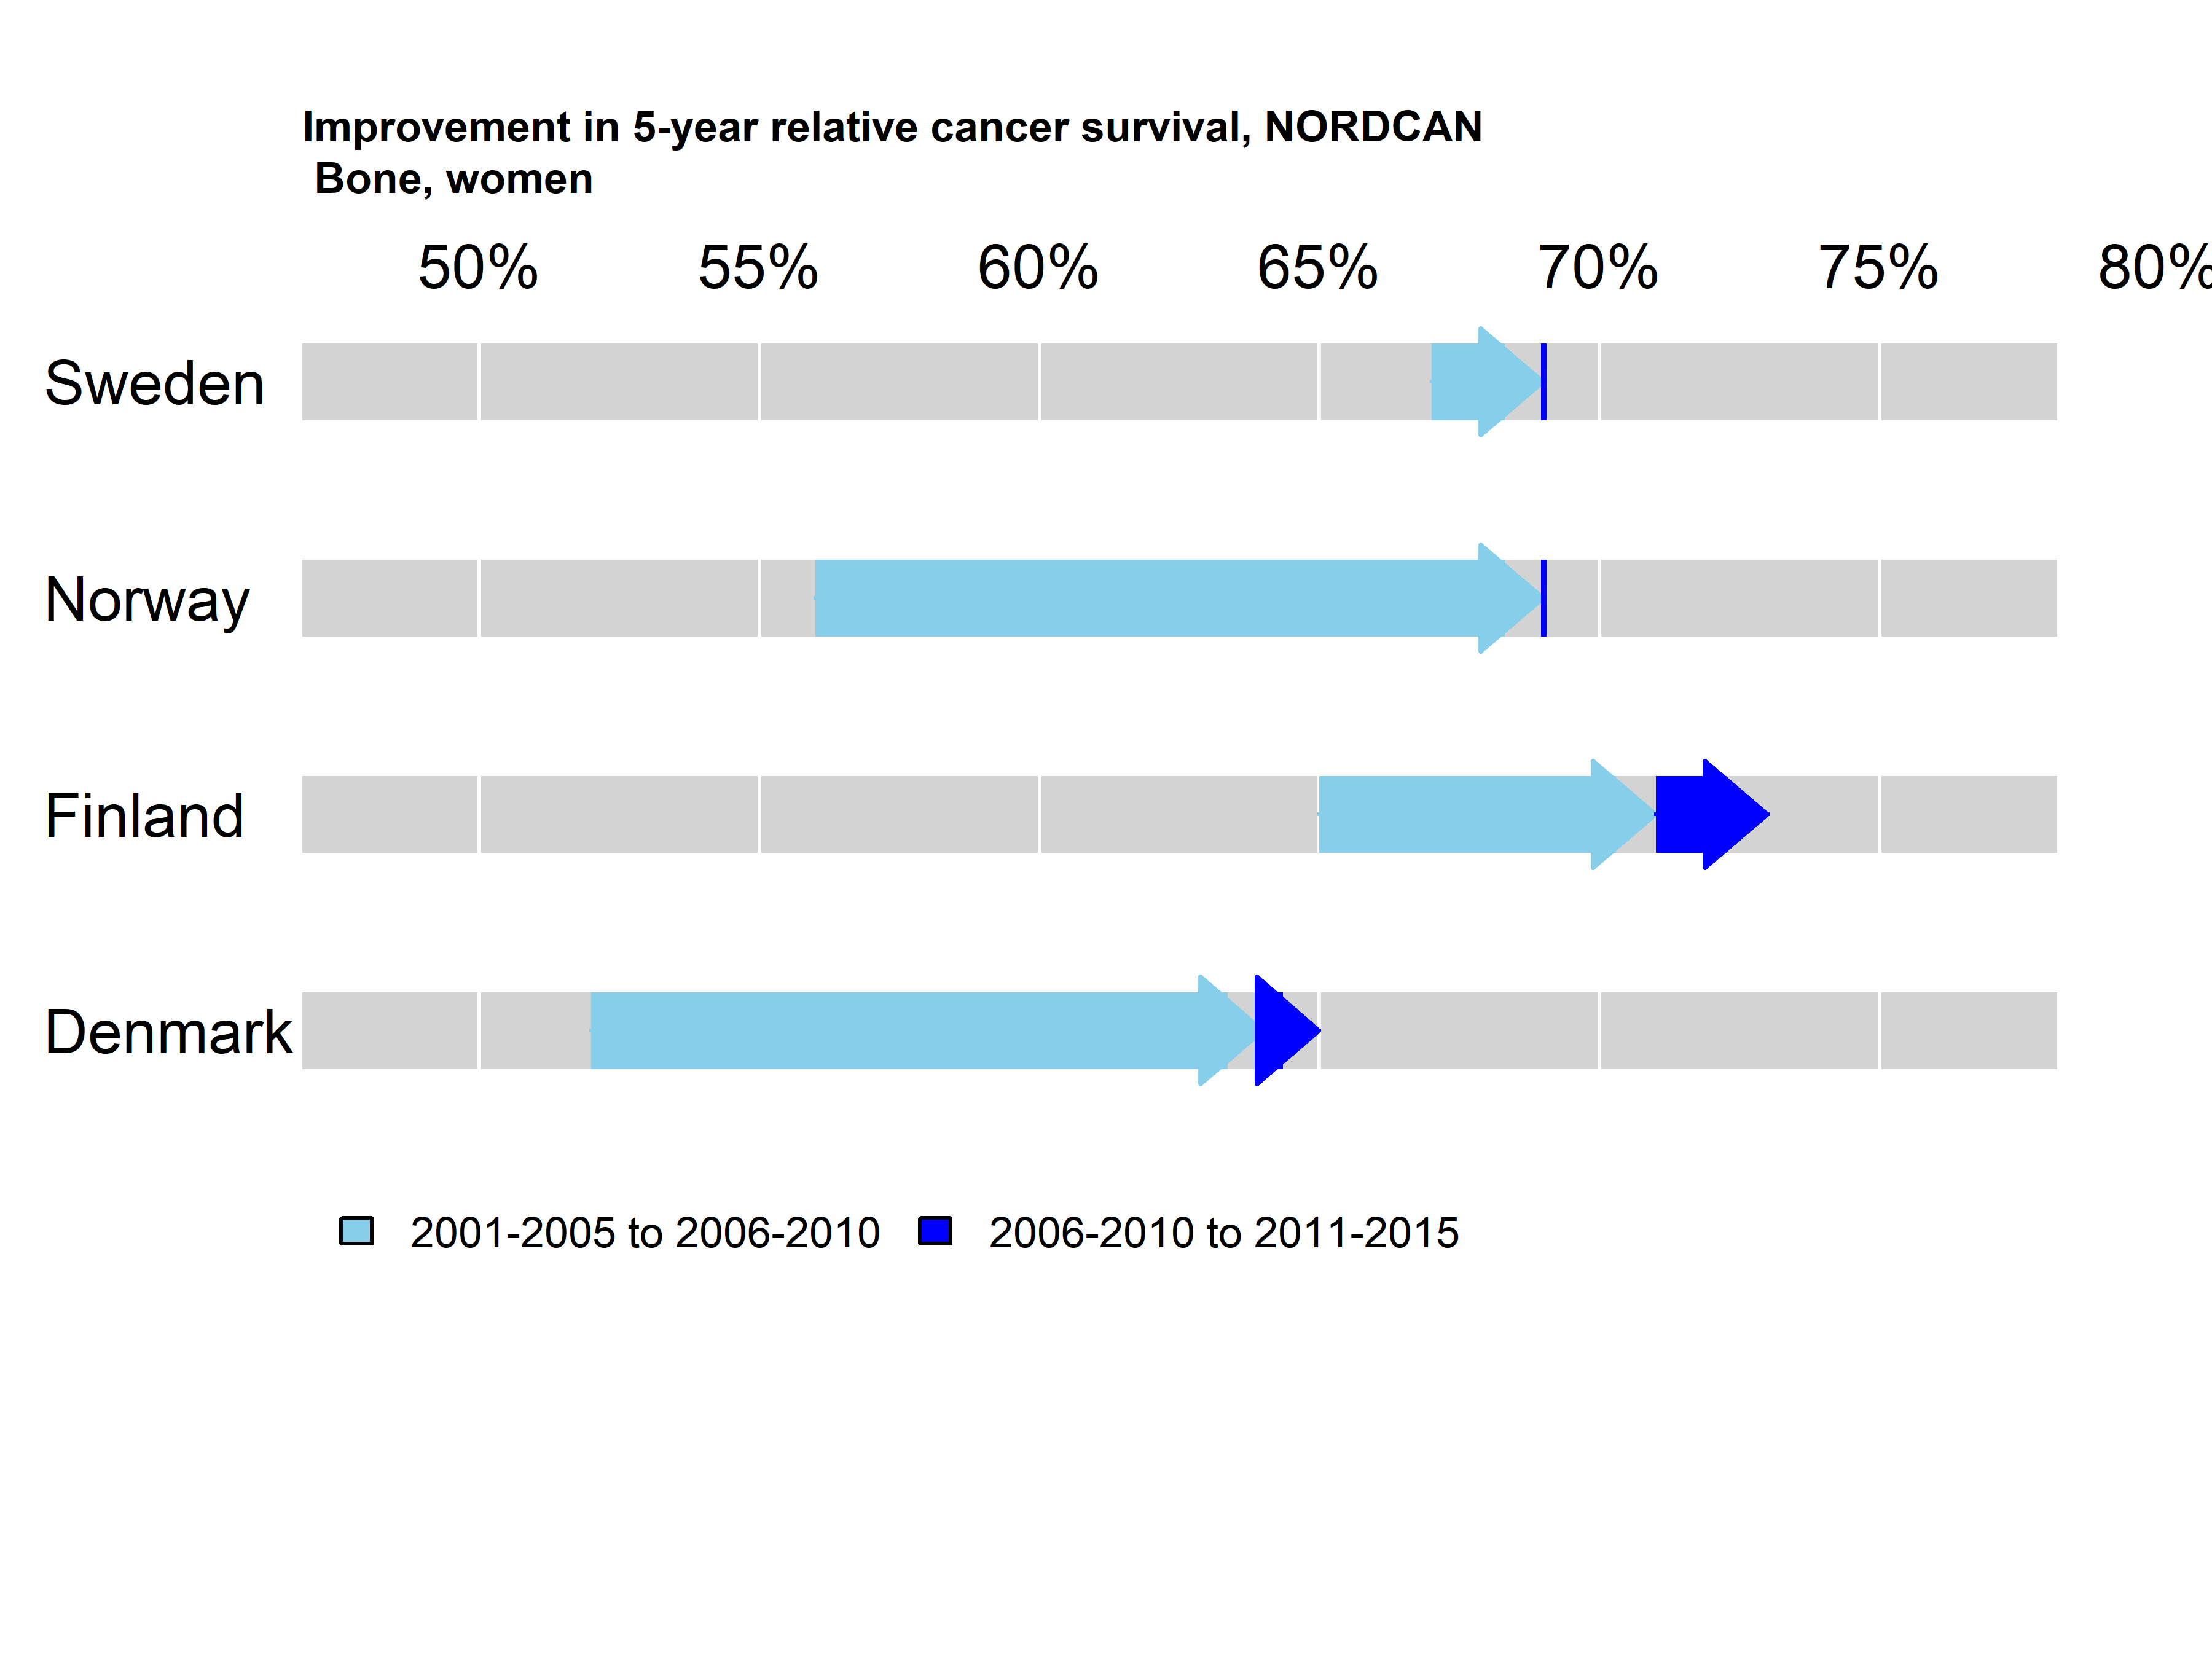 Improvement in 5-year relative cancer survival, NORDCAN
Bone, women
50% 55% 60% 65% 70% 75% 80%
Sweden
Norway
Finland
Denmark
2001-2005 to 2006-2010 2006-2010 to 2011-2015